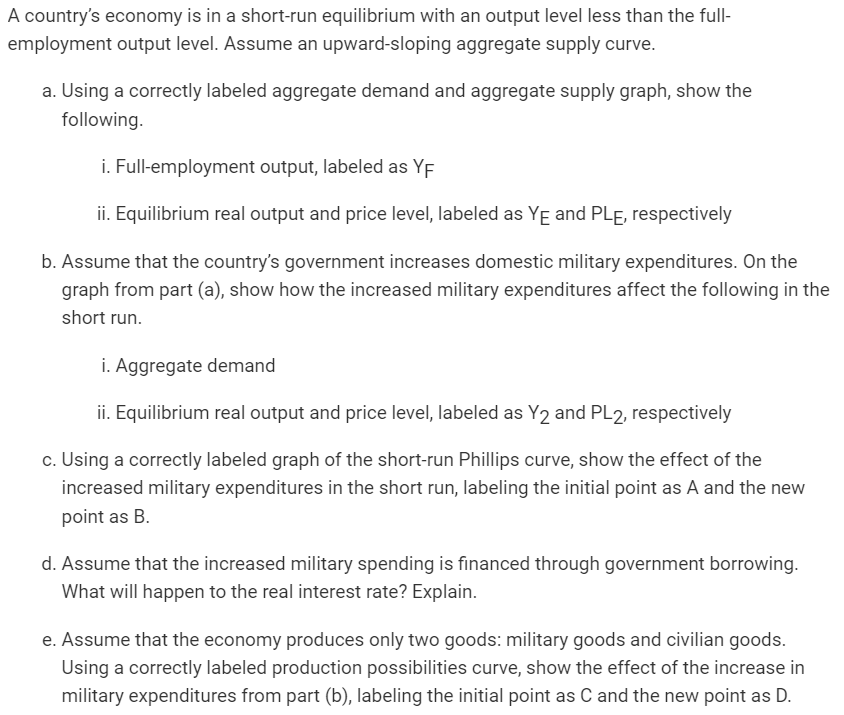 A country's economy is in a short-run equilibrium with an output level less than the full-
employment output level. Assume an upward-sloping aggregate supply curve.
a. Using a correctly labeled aggregate demand and aggregate supply graph, show the
following.
i. Full-employment output, labeled as YF
ii. Equilibrium real output and price level, labeled as YE and PLE, respectively
b. Assume that the country's government increases domestic military expenditures. On the
graph from part (a), show how the increased military expenditures affect the following in the
short run.
i. Aggregate demand
ii. Equilibrium real output and price level, labeled as Y2 and PL2, respectively
c. Using a correctly labeled graph of the short-run Phillips curve, show the effect of the
increased military expenditures in the short run, labeling the initial point as A and the new
point as B.
d. Assume that the increased military spending is financed through government borrowing.
What will happen to the real interest rate? Explain.
e. Assume that the economy produces only two goods: military goods and civilian goods.
Using a correctly labeled production possibilities curve, show the effect of the increase in
military expenditures from part (b), labeling the initial point as C and the new point as D.